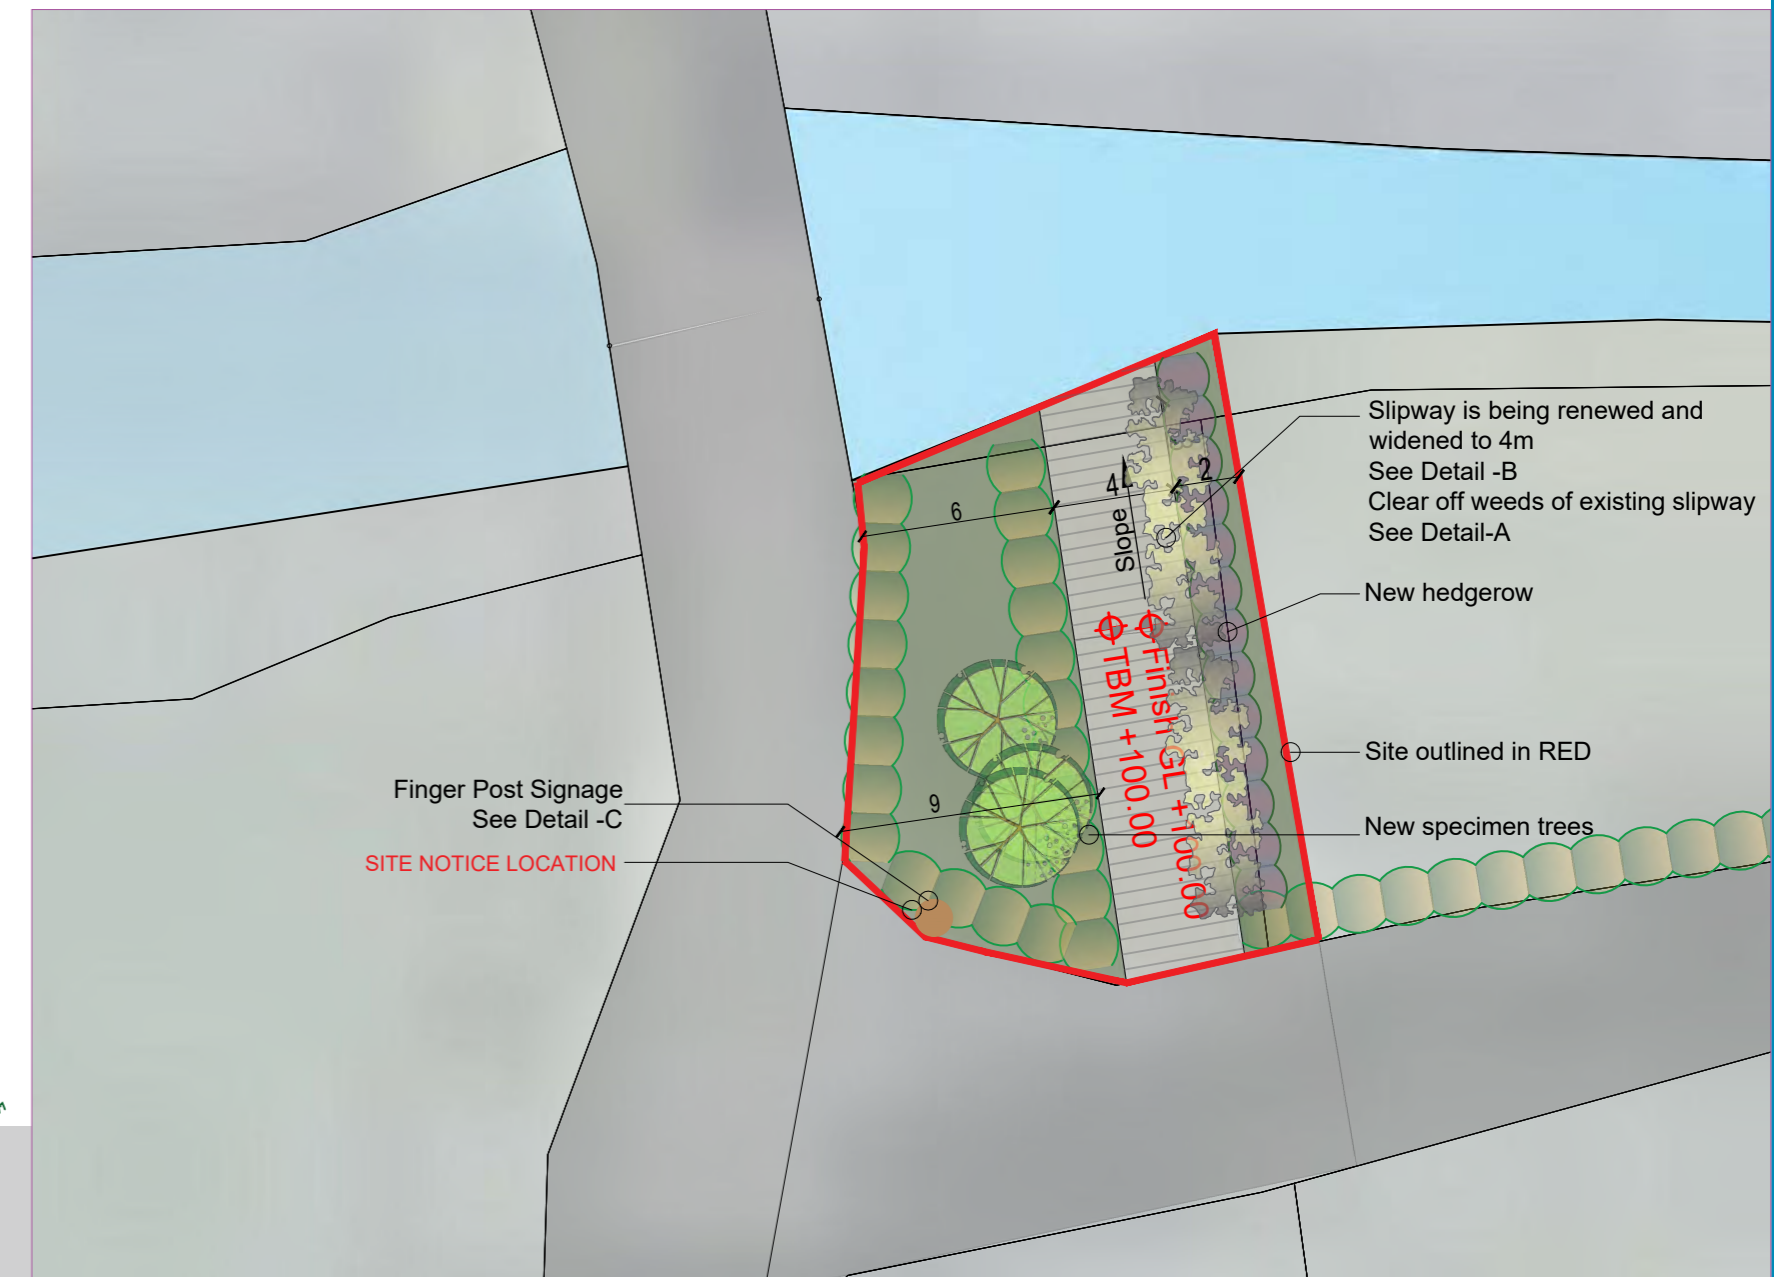 Slipway is being renewed and
widened to 4m
See Detail -B
Clear off weeds of existing slipway
See Detail-A
6
4
2
Slope
New hedgerow
Finish GL +100.00
TBM +100.00
Site outlined in RED
Finger Post Signage
See Detail -C
9
New specimen trees
SITE NOTICE LOCATION